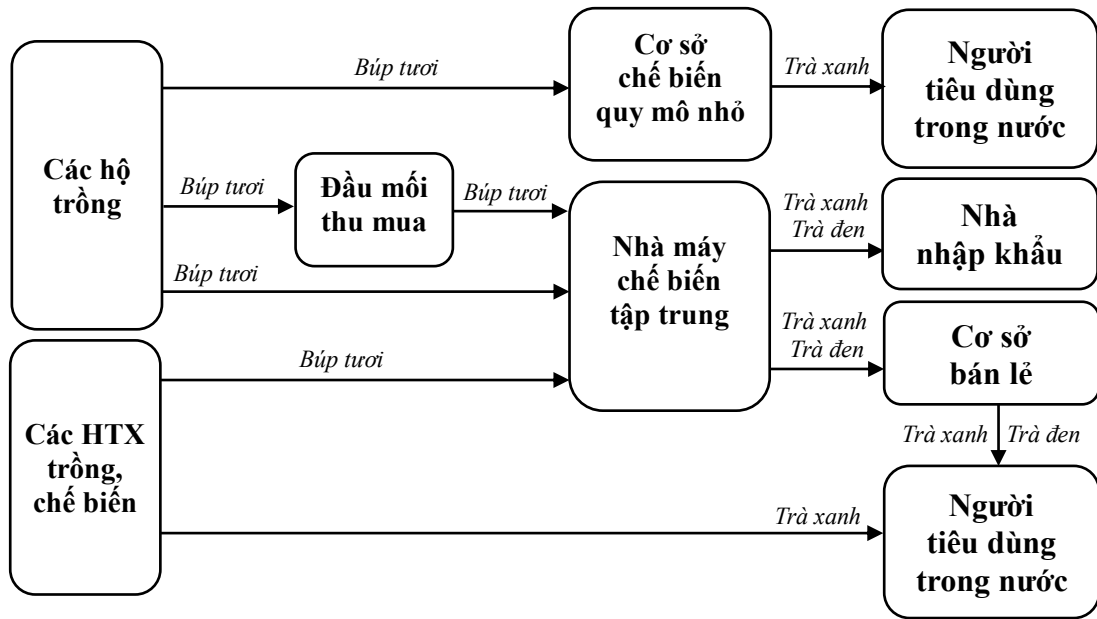 Các hộ
trồng
Búp tươi
Cơ sở
chế biến
quy mô nhỏ
Trà xanh
Người
tiêu dùng
trong nước
Búp tươi
Đầu mối
thu mua
Búp tươi
Búp tươi
Nhà máy
chế biến
tập trung
Trà xanh
Trà đen
Nhà
nhập khẩu
Trà xanh
Trà đen
Cơ sở
bán lẻ
Trà xanh Trà đen
Các HTX
trồng,
chế biến
Búp tươi
Trà xanh
Người
tiêu dùng
trong nước